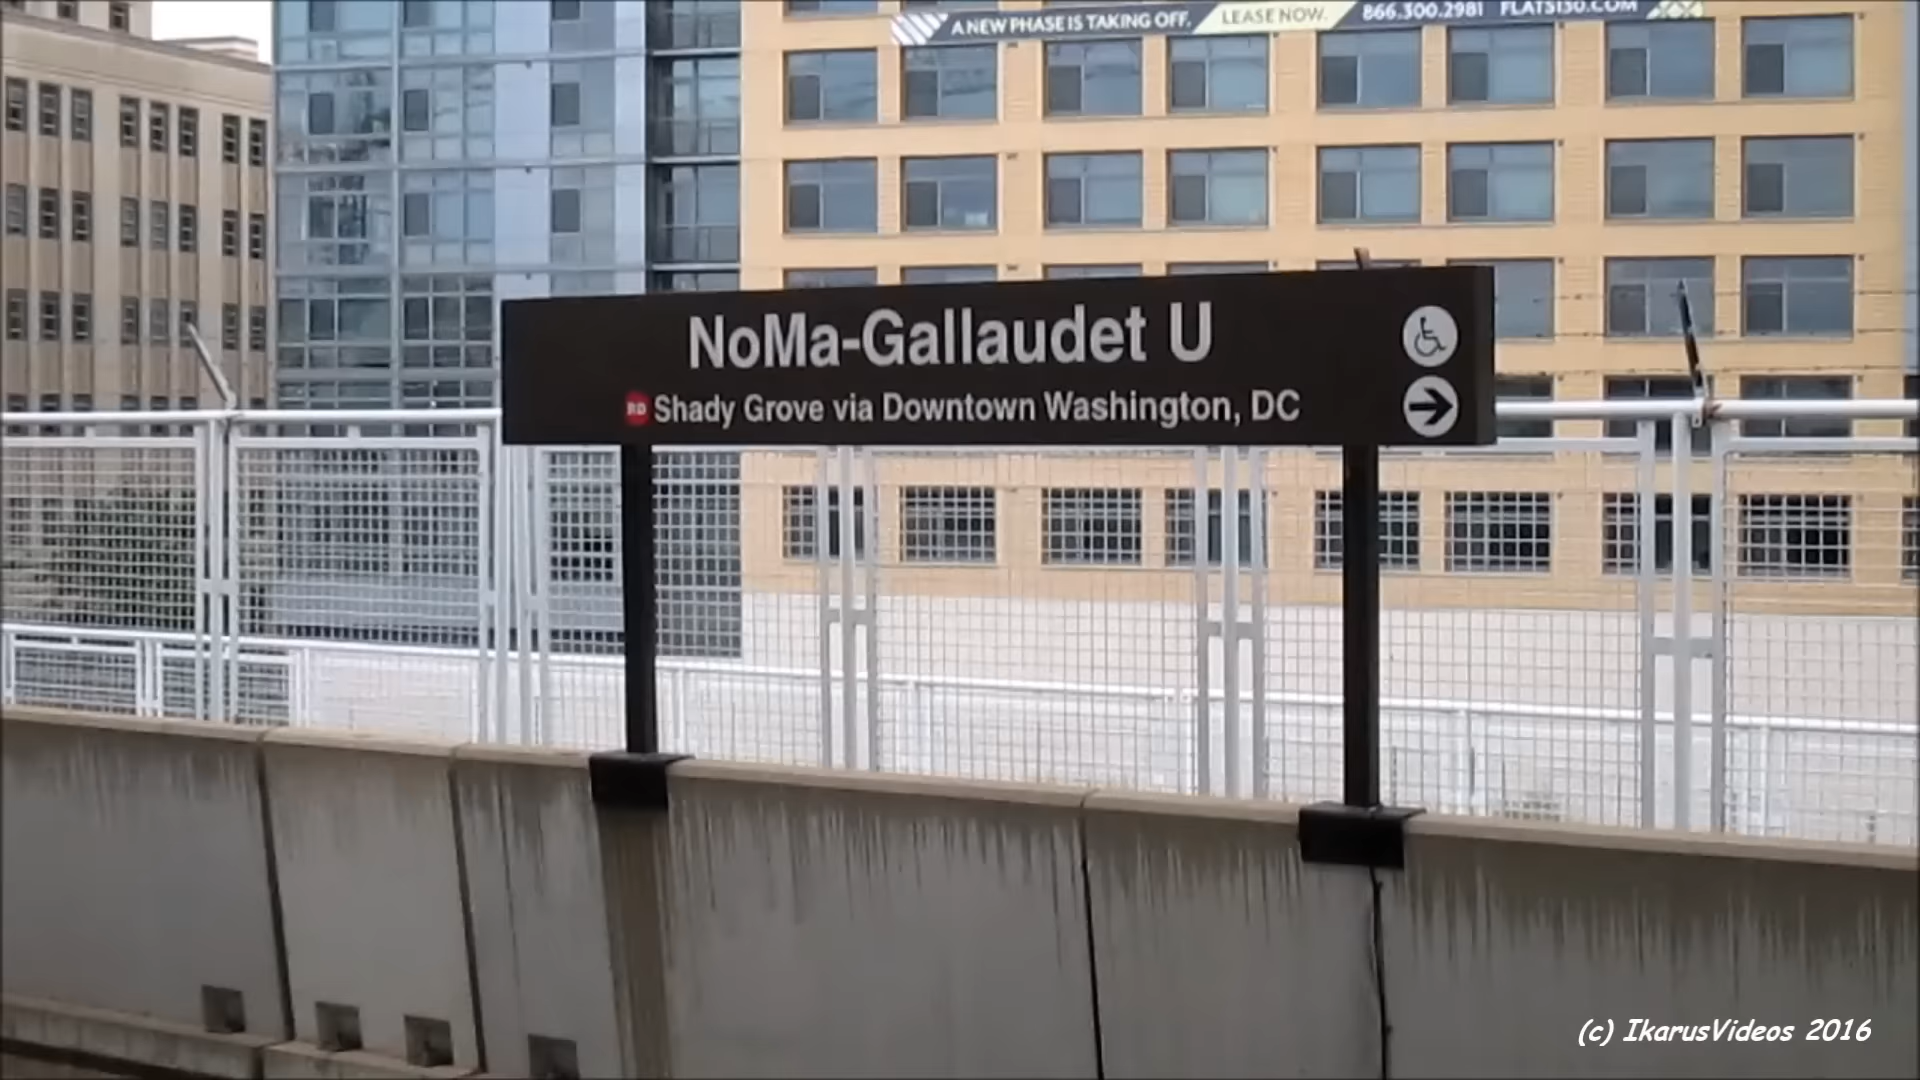 A NEW PHASE IS TAKING OFF. LEASE NOW. 866.300.2981 FLATS130.COM
NoMa-Gallaudet U
RD Shady Grove via Downtown Washington, DC
(c) IkarusVideos 2016